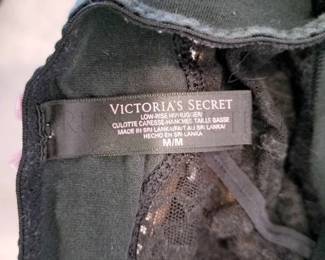 VICTORIA'S SECRET
LOW-RISE HIPHUGGER/
CULOTTE CARESSE-HANCHES TAILLE BASSE
MADE IN SRI LANKA/FAIT AU SRI LANKA/
HECHO EN SRI LANKA
M/M